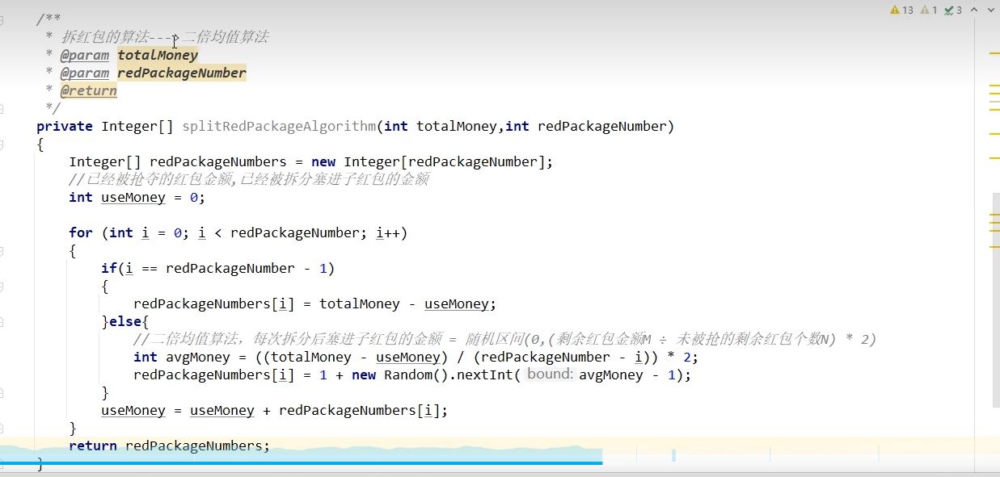 13 1 3
/**
* 拆红包的算法--->二倍均值算法
* @param totalMoney
* @param redPackageNumber
* @return
*/
private Integer[] splitRedPackageAlgorithm(int totalMoney,int redPackageNumber)
{
Integer[] redPackageNumbers = new Integer[redPackageNumber];
//已经被抢夺的红包金额,已经被拆分塞进子红包的金额
int useMoney = 0;
for (int i = 0; i < redPackageNumber; i++)
{
if(i == redPackageNumber - 1)
{
redPackageNumbers[i] = totalMoney - useMoney;
}else{
//二倍均值算法，每次拆分后塞进子红包的金额 = 随机区间(0,(剩余红包金额M ÷ 未被抢的剩余红包个数N) * 2)
int avgMoney = ((totalMoney - useMoney) / (redPackageNumber - i)) * 2;
redPackageNumbers[i] = 1 + new Random().nextInt( bound: avgMoney - 1);
}
useMoney = useMoney + redPackageNumbers[i];
}
return redPackageNumbers;
}